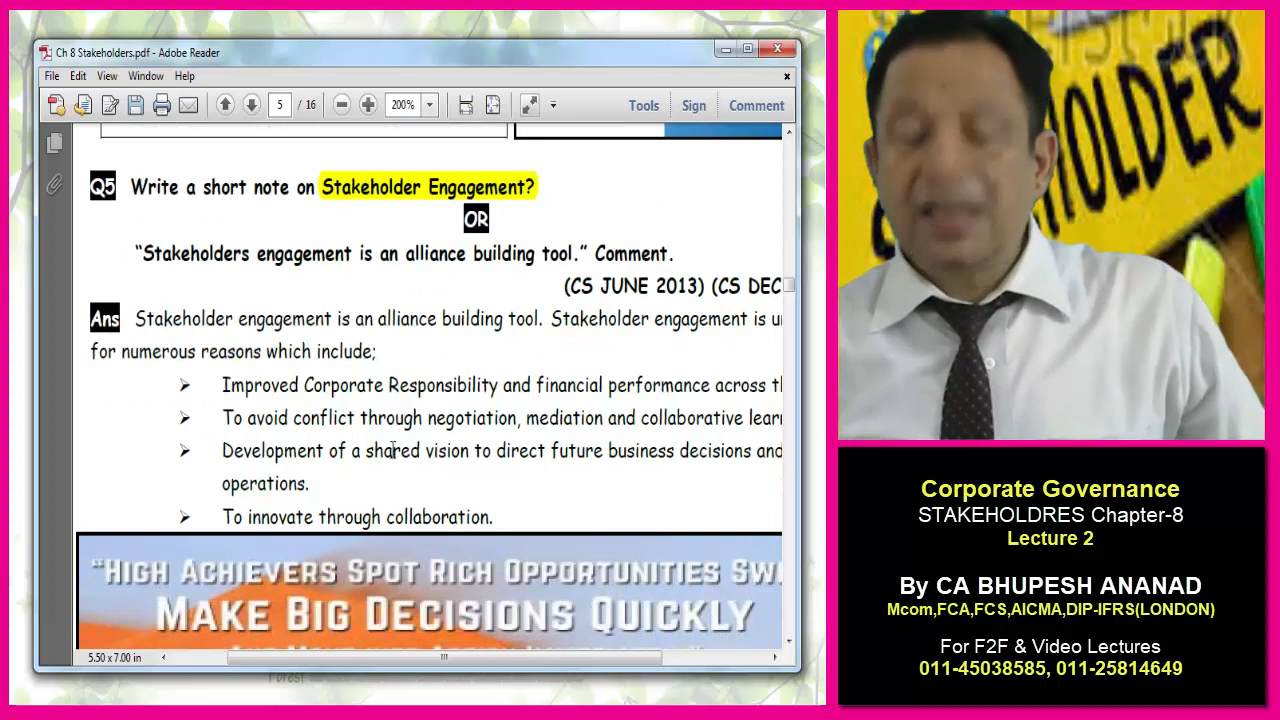 Ch 8 Stakeholders.pdf - Adobe Reader
File Edit View Window Help
5 / 16 200% Tools Sign Comment
Q5 Write a short note on Stakeholder Engagement?
OR
“Stakeholders engagement is an alliance building tool.” Comment.
(CS JUNE 2013) (CS DEC
Ans Stakeholder engagement is an alliance building tool. Stakeholder engagement is
for numerous reasons which include;
Improved Corporate Responsibility and financial performance across
To avoid conflict through negotiation, mediation and collaborative
Development of a shared vision to direct future business decisions and
operations.
To innovate through collaboration.
“High Achievers Spot Rich Opportunities
Make Big Decisions Quickly
5.50 x 7.00 in
Forest
HOLDER
HOLDER
Corporate Governance
STAKEHOLDRES Chapter-8
Lecture 2
By CA BHUPESH ANANAD
Mcom,FCA,FCS,AICMA,DIP-IFRS(LONDON)
For F2F & Video Lectures
011-45038585, 011-25814649